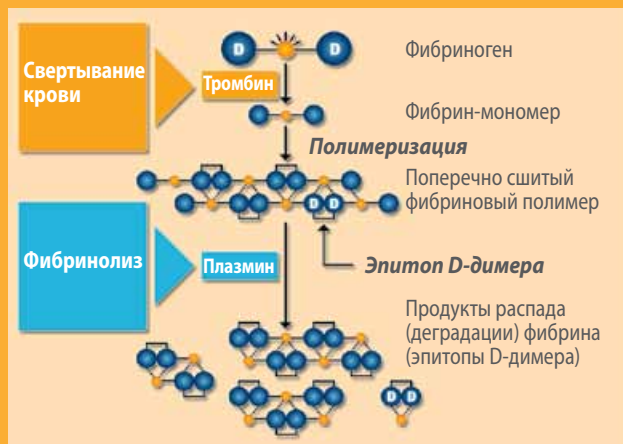 D D
Фибриноген
Свертывание
крови
Тромбин
Фибрин-мономер
Полимеризация
Поперечно сшитый
фибриновый полимер
D D
Эпитоп D-димера
Фибринолиз
Плазмин
Продукты распада
(деградации) фибрина
(эпитопы D-димера)
D D